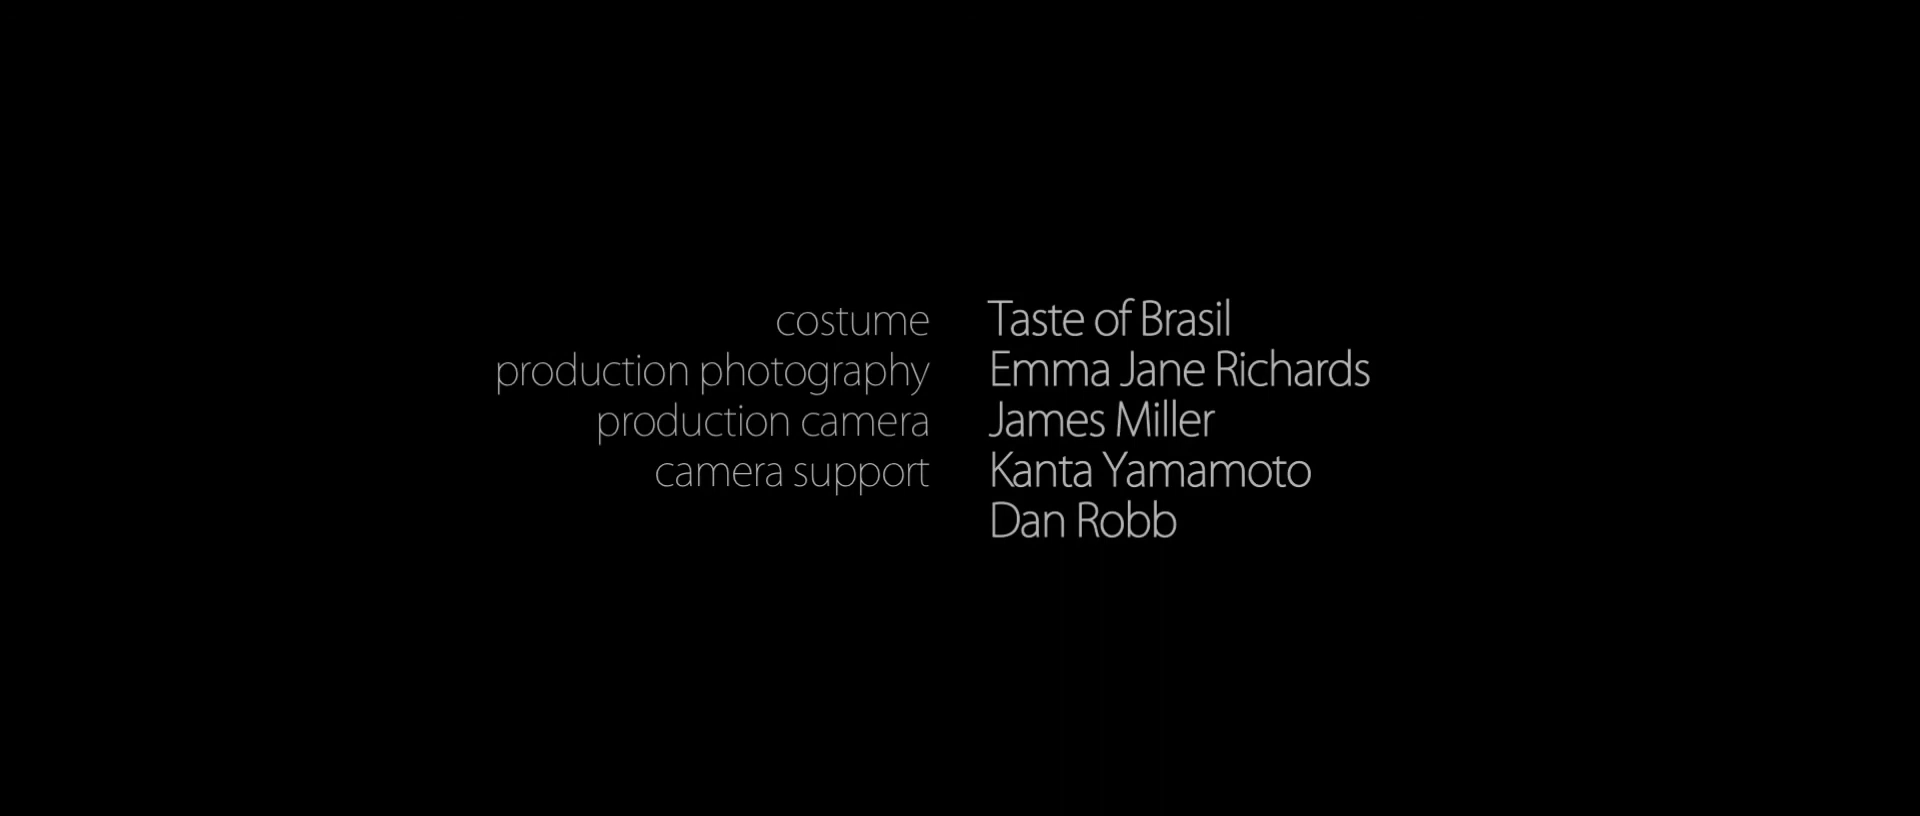 costume Taste of Brasil
production photography Emma Jane Richards
production camera James Miller
camera support Kanta Yamamoto
Dan Robb